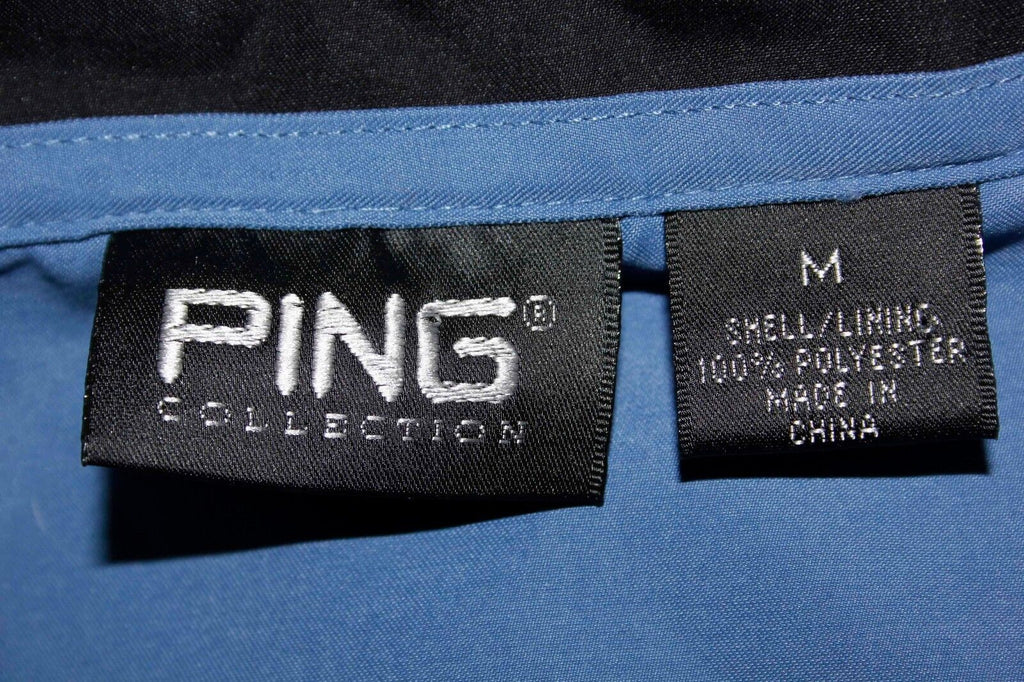 PING®
COLLECTION
M
SHELL/LINING
100% POLYESTER
MADE IN
CHINA